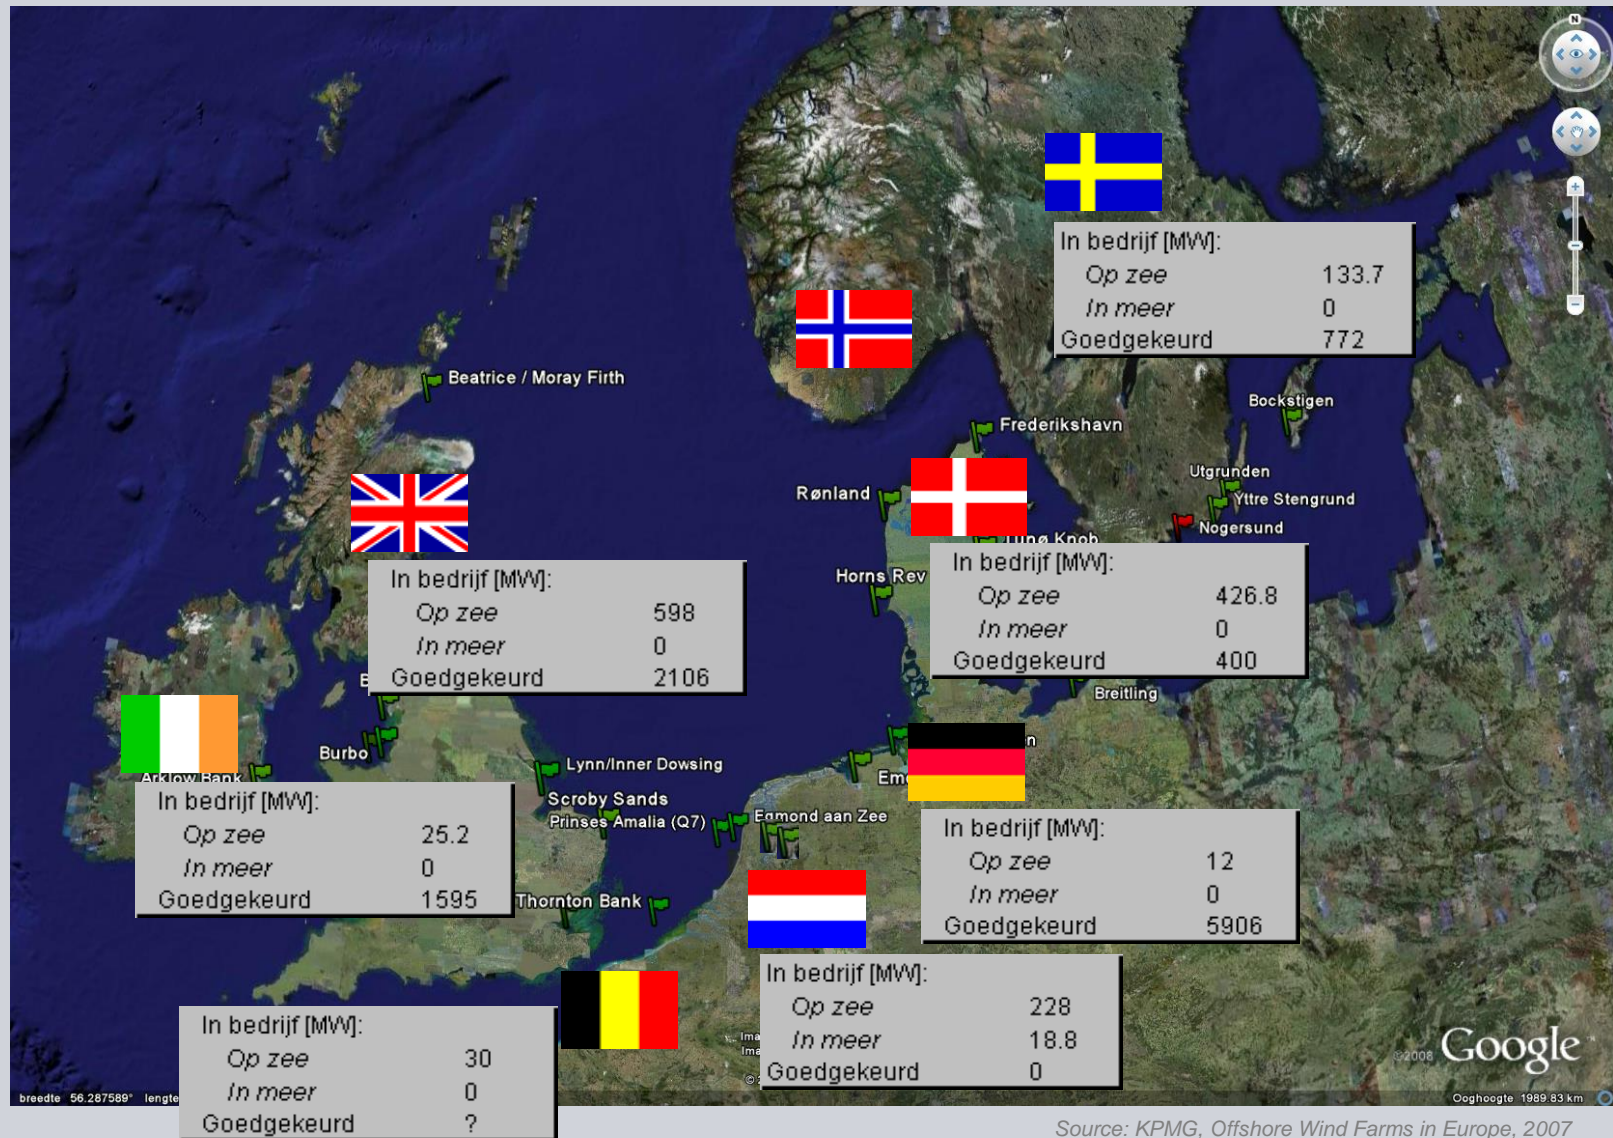 In bedrijf [MW]:
Op zee 133.7
In meer 0
Goedgekeurd 772
Beatrice / Moray Firth
Bockstigen
Frederikshavn
Utgrunden
Rønland
Yttre Stengrund
Nogersund
Tunø Knob
Horns Rev
In bedrijf [MW]:
Op zee 426.8
In meer 0
Goedgekeurd 400
In bedrijf [MW]:
Op zee 598
In meer 0
Goedgekeurd 2106
Breitling
Burbo
Lynn/Inner Dowsing
Arklow Bank
Scroby Sands
Prinses Amalia (Q7)
Egmond aan Zee
In bedrijf [MW]:
Op zee 25.2
In meer 0
Goedgekeurd 1595
In bedrijf [MW]:
Op zee 12
In meer 0
Goedgekeurd 5906
Thornton Bank
In bedrijf [MW]:
Op zee 228
In meer 18.8
Goedgekeurd 0
In bedrijf [MW]:
Op zee 30
In meer 0
Goedgekeurd ?
©2008 Google
breedte 56.287589° lengte
Ooghoogte 1989.83 km
Source: KPMG, Offshore Wind Farms in Europe, 2007